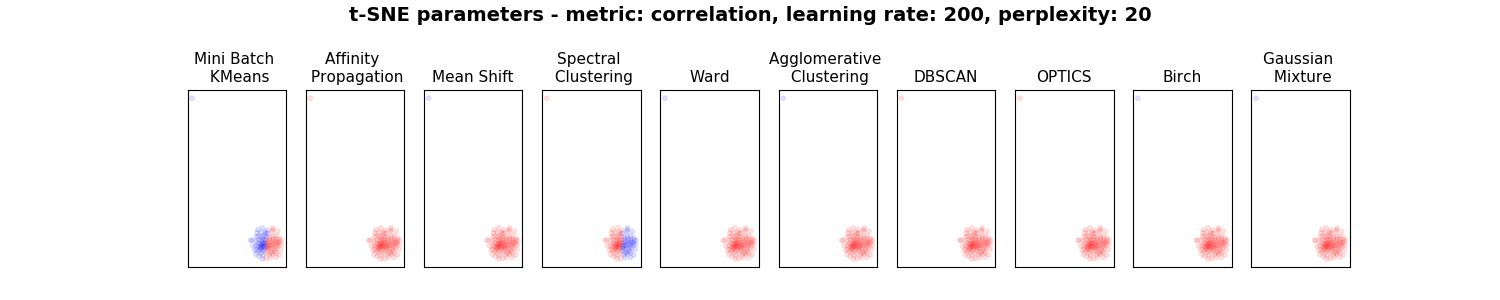 t-SNE parameters - metric: correlation, learning rate: 200, perplexity: 20
Mini Batch
KMeans
Affinity
Propagation
Mean Shift
Spectral
Clustering
Ward
Agglomerative
Clustering
DBSCAN
OPTICS
Birch
Gaussian
Mixture